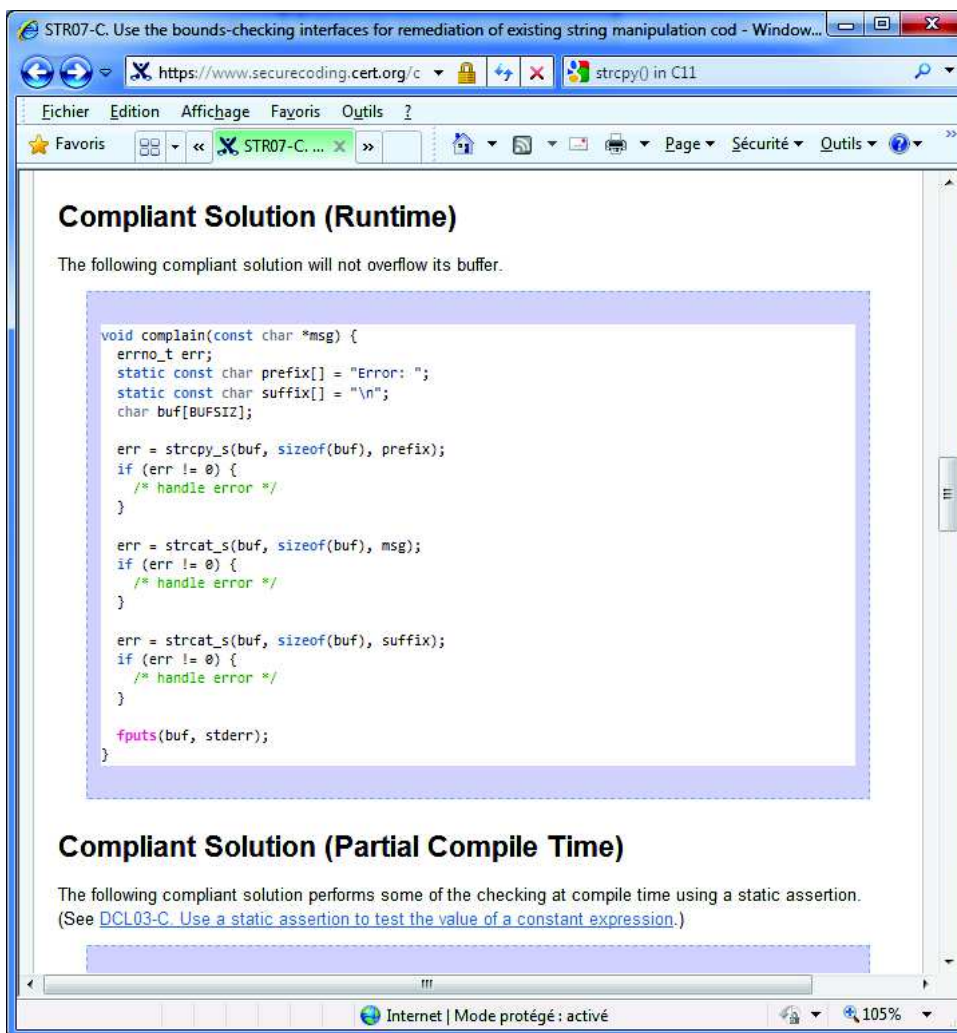 STR07-C. Use the bounds-checking interfaces for remediation of existing string manipulation cod - Window...
https://www.securecoding.cert.org/c
strcpy() in C11
Fichier Edition Affichage Favoris Outils ?
Favoris
STR07-C. ...
Page Sécurité Outils
Compliant Solution (Runtime)
The following compliant solution will not overflow its buffer.
void complain(const char *msg) {
errno_t err;
static const char prefix[] = "Error: ";
static const char suffix[] = "\n";
char buf[BUFSIZ];
err = strcpy_s(buf, sizeof(buf), prefix);
if (err != 0) {
/* handle error */
}
err = strcat_s(buf, sizeof(buf), msg);
if (err != 0) {
/* handle error */
}
err = strcat_s(buf, sizeof(buf), suffix);
if (err != 0) {
/* handle error */
}
fputs(buf, stderr);
}
Compliant Solution (Partial Compile Time)
The following compliant solution performs some of the checking at compile time using a static assertion.
(See DCL03-C. Use a static assertion to test the value of a constant expression.)
Internet | Mode protégé : activé
105%